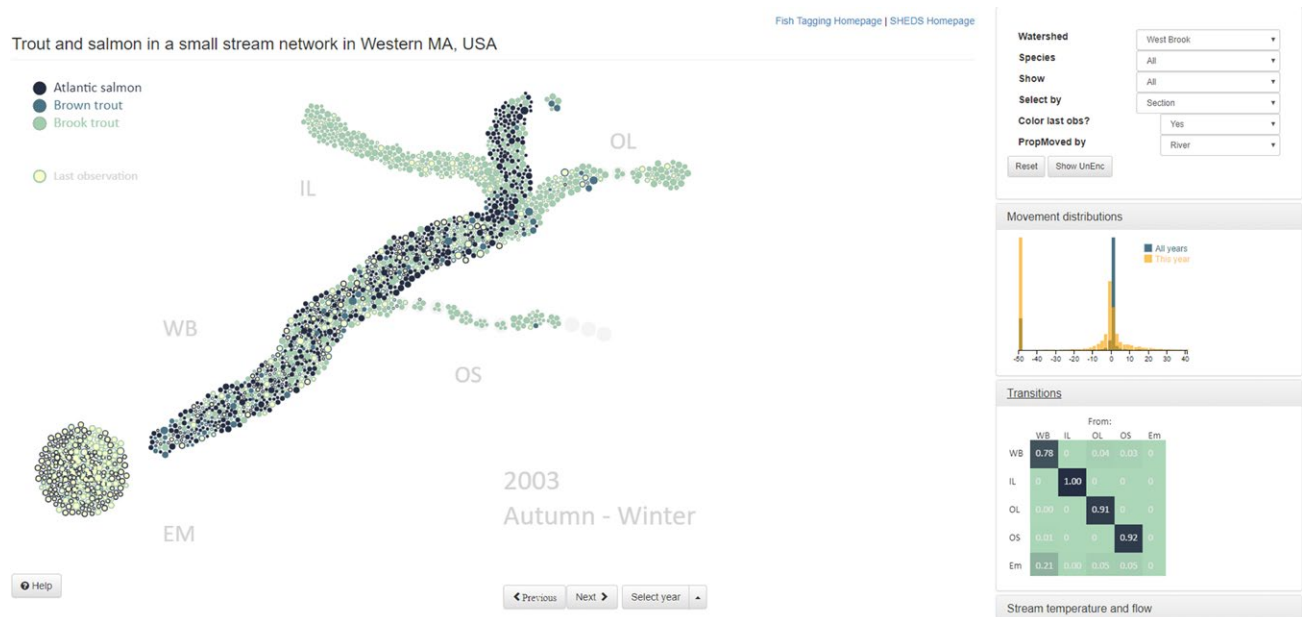 Fish Tagging Homepage | SHEDS Homepage
Trout and salmon in a small stream network in Western MA, USA
Atlantic salmon
Brown trout
Brook trout
Last observation
OL
IL
WB
OS
EM
2003
Autumn - Winter
Help
Previous Next Select year
Watershed West Brook
Species All
Show All
Select by Section
Color last obs? Yes
PropMoved by River
Reset Show UnEnc
Movement distributions
All years
This year
-50 -40 -30 -20 -10 0 10 20 30 40
Transitions
From:
WB IL OL OS Em
WB 0.78 0 0.04 0.03 0
IL 0 1.00 0 0 0
OL 0.00 0 0.91 0 0
OS 0.01 0 0 0.92 0
Em 0.21 0.00 0.05 0.05 0
Stream temperature and flow